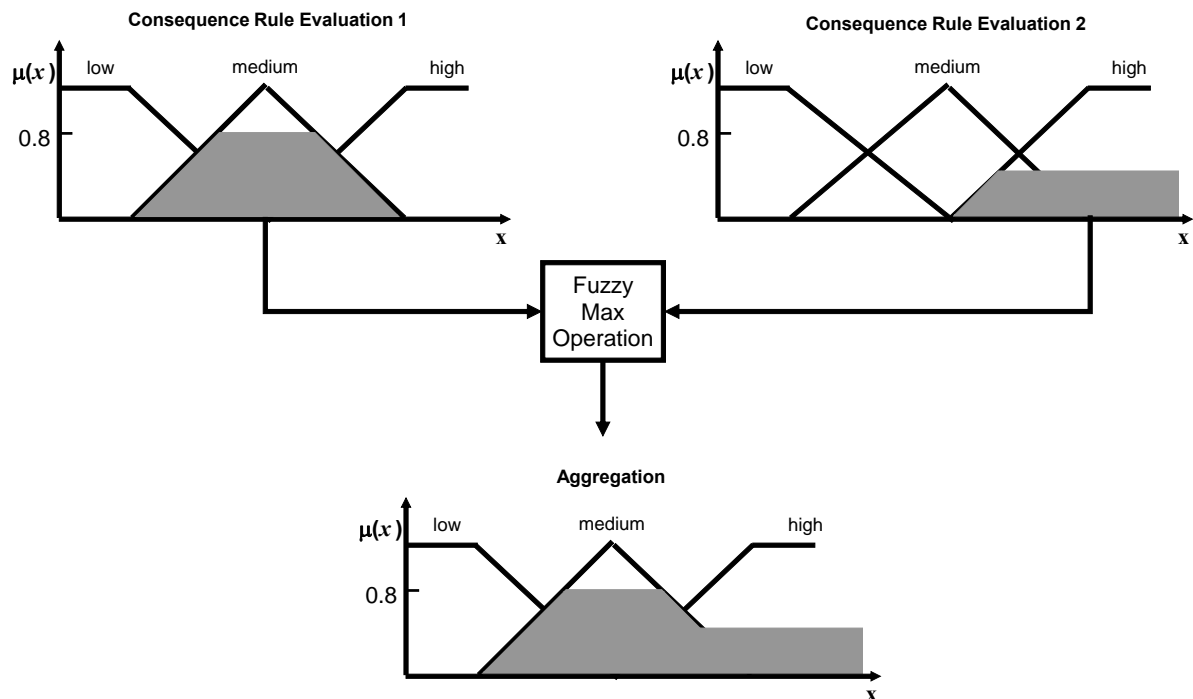 Consequence Rule Evaluation 1
μ(x)
low
medium
high
0.8
x
Consequence Rule Evaluation 2
μ(x)
low
medium
high
0.8
x
Fuzzy
Max
Operation
Aggregation
μ(x)
low
medium
high
0.8
x